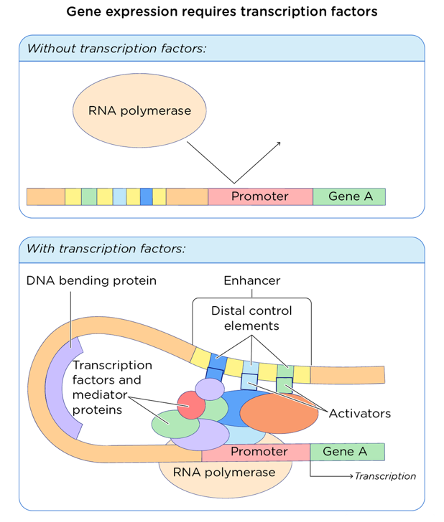 Gene expression requires transcription factors
Without transcription factors:
RNA polymerase
Promoter
Gene A
With transcription factors:
DNA bending protein
Enhancer
Distal control
elements
Transcription
factors and
mediator
proteins
Activators
Promoter
Gene A
RNA polymerase
Transcription